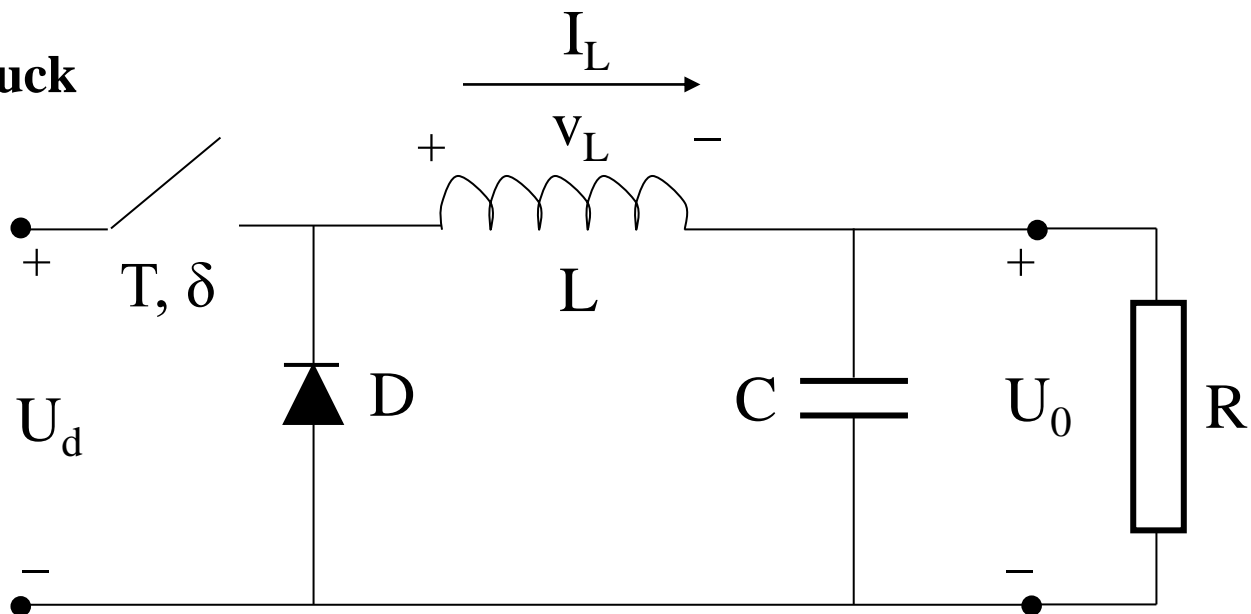 uck
I_L
+ v_L –
+
T, δ
L
+
U_d
D
C
U_0
R
–
–